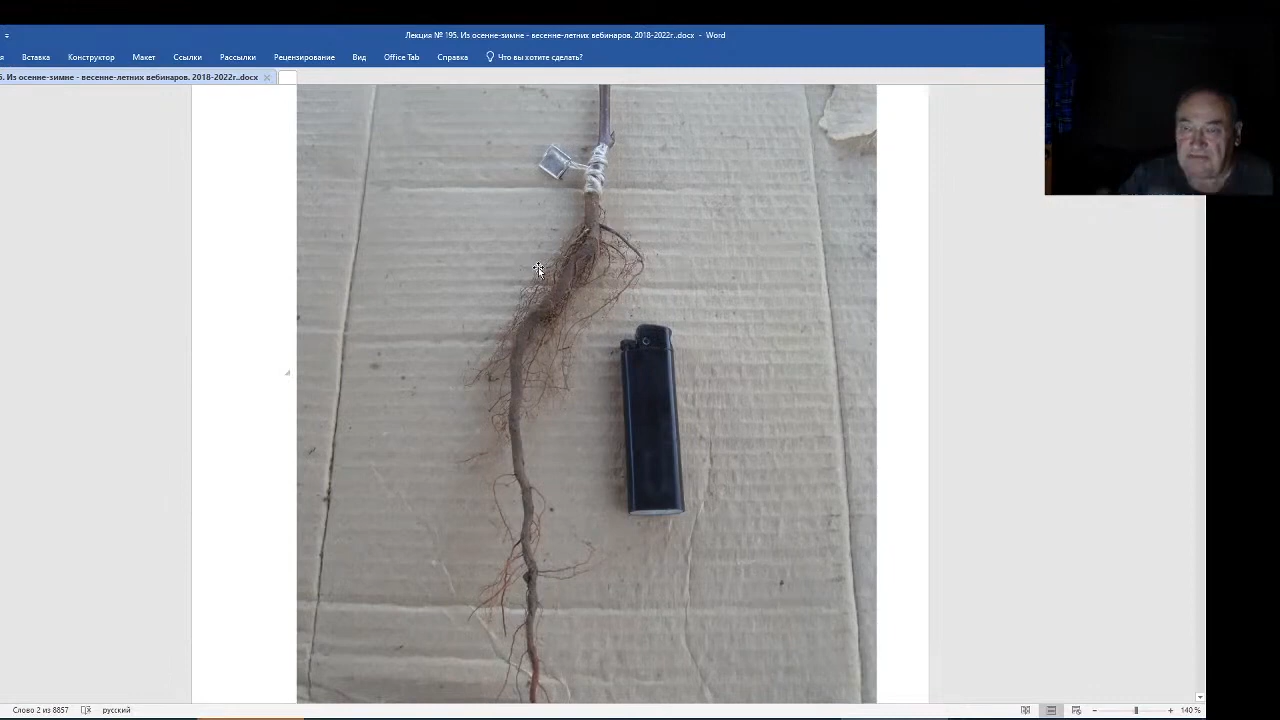 Лекция № 195. Из осенне-зимне - весенне-летних вебинаров. 2018-2022г..docx - Word
Вставка Конструктор Макет Ссылки Рассылки Рецензирование Вид Office Tab Справка Что вы хотите сделать?
Из осенне-зимне - весенне-летних вебинаров. 2018-2022г..docx
Слово 2 из 8857 русский 140 %